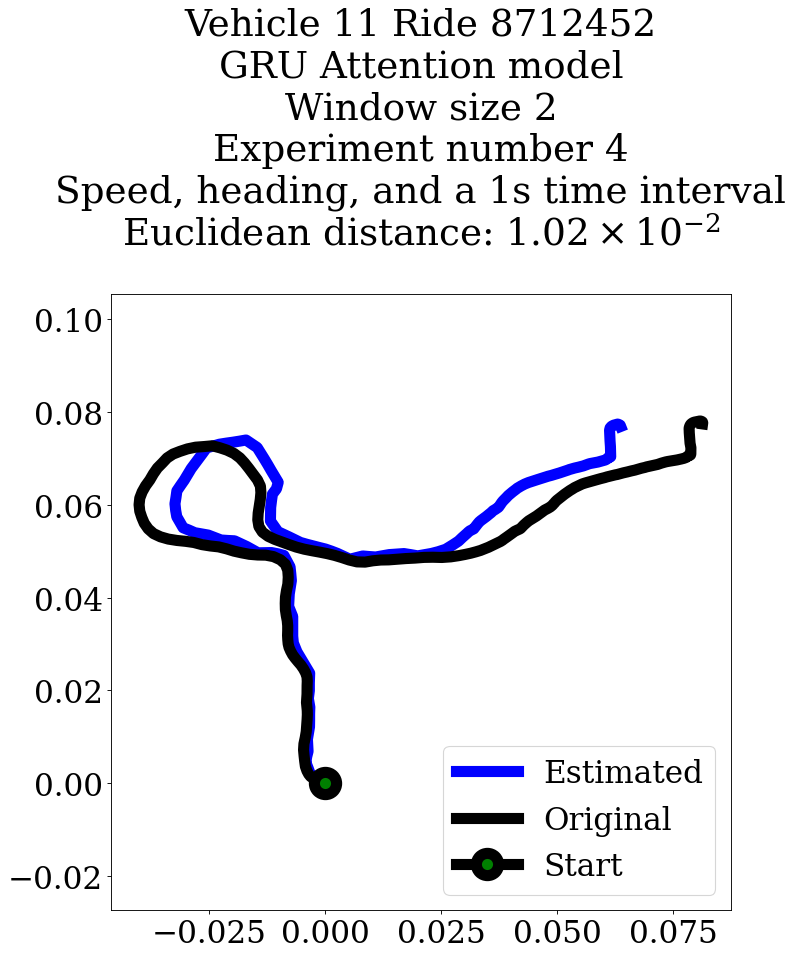 Vehicle 11 Ride 8712452
GRU Attention model
Window size 2
Experiment number 4
Speed, heading, and a 1s time interval
Euclidean distance: 1.02 × 10⁻²
0.10
0.08
0.06
0.04
0.02
0.00
−0.02
Estimated
Original
Start
−0.025 0.000 0.025 0.050 0.075